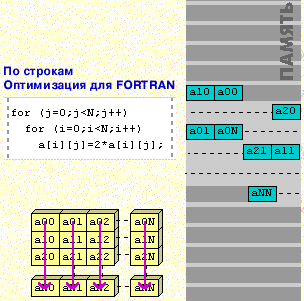 ПАМЯТЬ
По строкам
Оптимизация для FORTRAN
for (j=0;j<N;j++)
for (i=0;i<N;i++)
a[i][j]=2*a[i][j];
a10 a00
a20
a01 a0N
a21 a11
aNN
a00 a01 a02 a0N
a10 a11 a12 a1N
a20 a21 a22 a2N
aN0 aN1 aN2 aNN